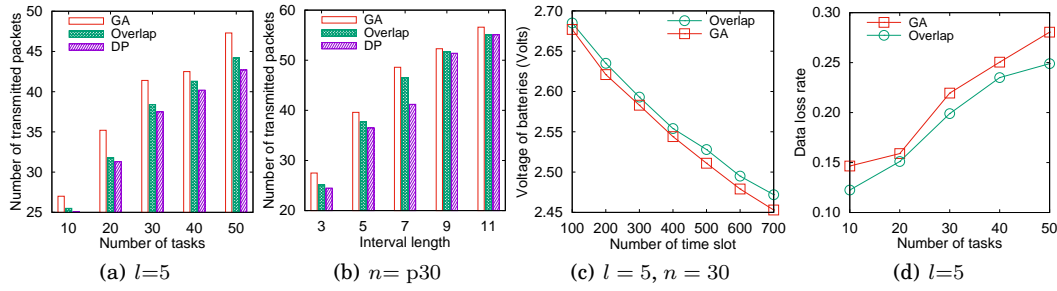 Number of transmitted packets
50
45
40
35
30
25
GA
Overlap
DP
10 20 30 40 50
Number of tasks
(a) l=5
Number of transmitted packets
60
50
40
30
20
GA
Overlap
DP
3 5 7 9 11
Interval length
(b) n= p30
Voltage of batteries (Volts)
2.70
2.65
2.60
2.55
2.50
2.45
Overlap
GA
100 200 300 400 500 600 700
Number of time slot
(c) l = 5, n = 30
Data loss rate
0.30
0.25
0.20
0.15
0.10
GA
Overlap
10 20 30 40 50
Number of tasks
(d) l=5